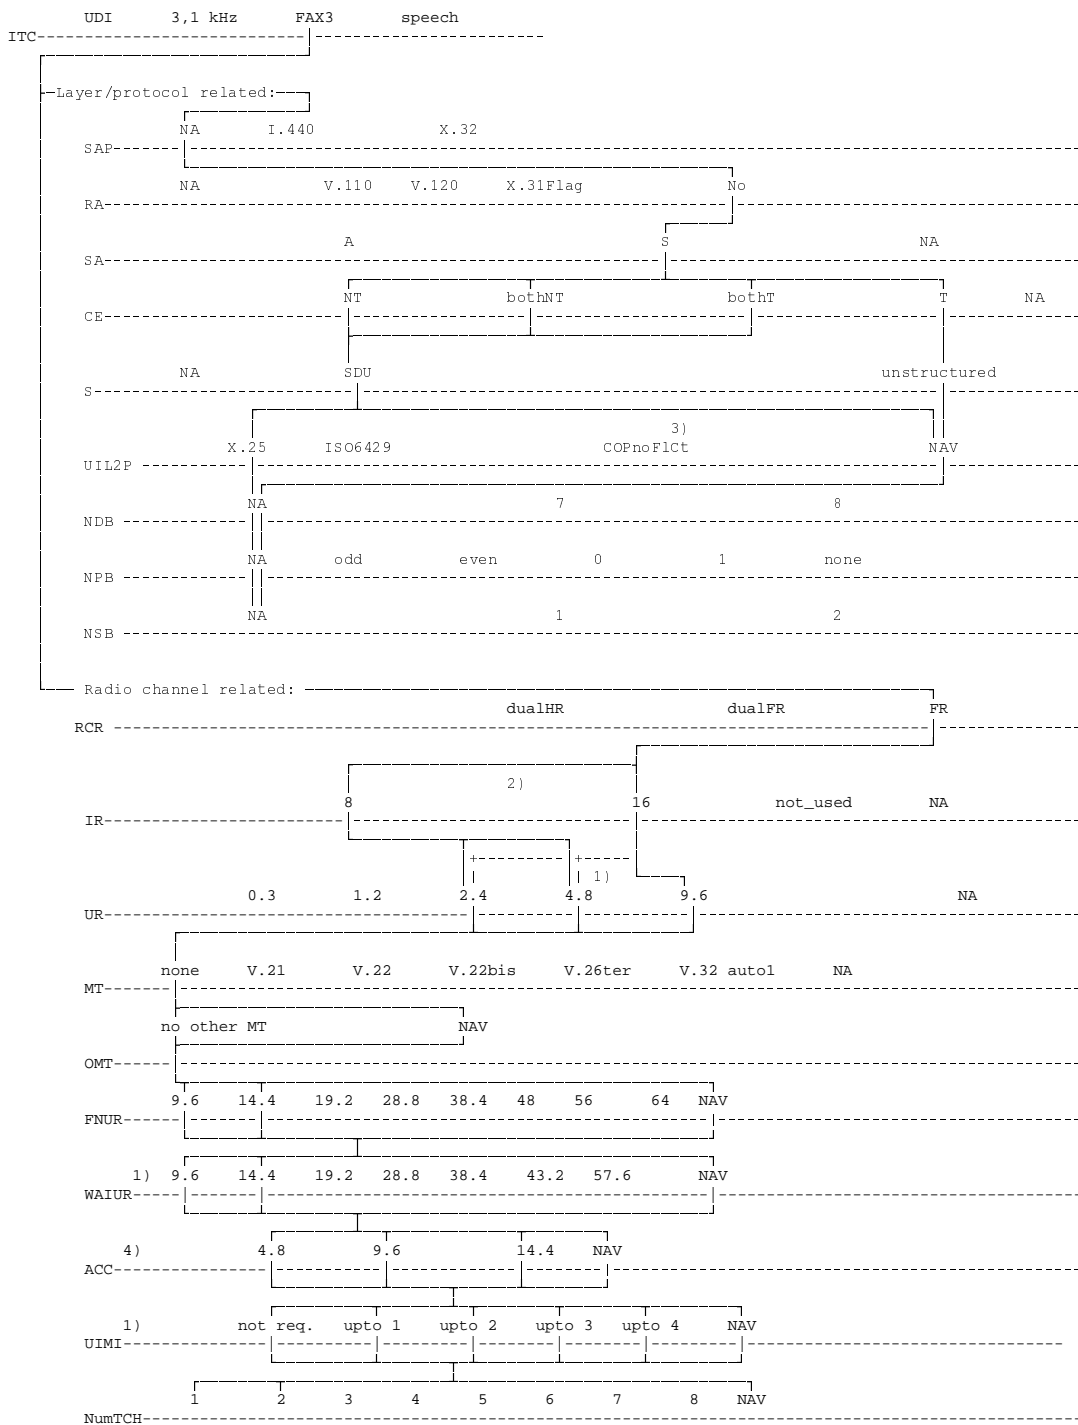 UDI 3,1 kHz FAX3 speech
ITC
Layer/protocol related:
NA I.440 X.32
SAP
NA V.110 V.120 X.31Flag No
RA
A S NA
SA
NT bothNT bothT T NA
CE
NA SDU unstructured
S
3)
X.25 ISO6429 COPnoFlCt NAV
UIL2P
NA 7 8
NDB
NA odd even 0 1 none
NPB
NA 1 2
NSB
Radio channel related:
dualHR dualFR FR
RCR
2)
8 16 not_used NA
IR
1)
0.3 1.2 2.4 4.8 9.6 NA
UR
none V.21 V.22 V.22bis V.26ter V.32 auto1 NA
MT
no other MT NAV
OMT
9.6 14.4 19.2 28.8 38.4 48 56 64 NAV
FNUR
1) 9.6 14.4 19.2 28.8 38.4 43.2 57.6 NAV
WAIUR
4) 4.8 9.6 14.4 NAV
ACC
1) not req. upto 1 upto 2 upto 3 upto 4 NAV
UIMI
1 2 3 4 5 6 7 8 NAV
NumTCH